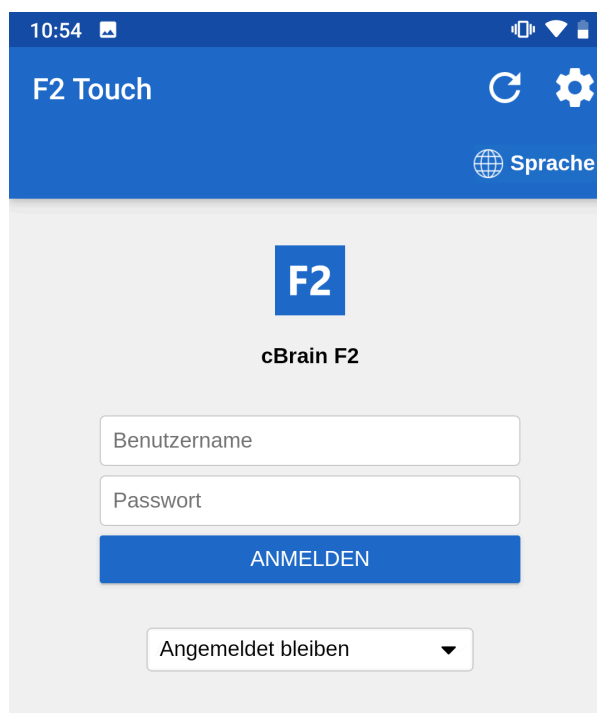 10:54
F2 Touch
Sprache
F2
cBrain F2
Benutzername
Passwort
ANMELDEN
Angemeldet bleiben